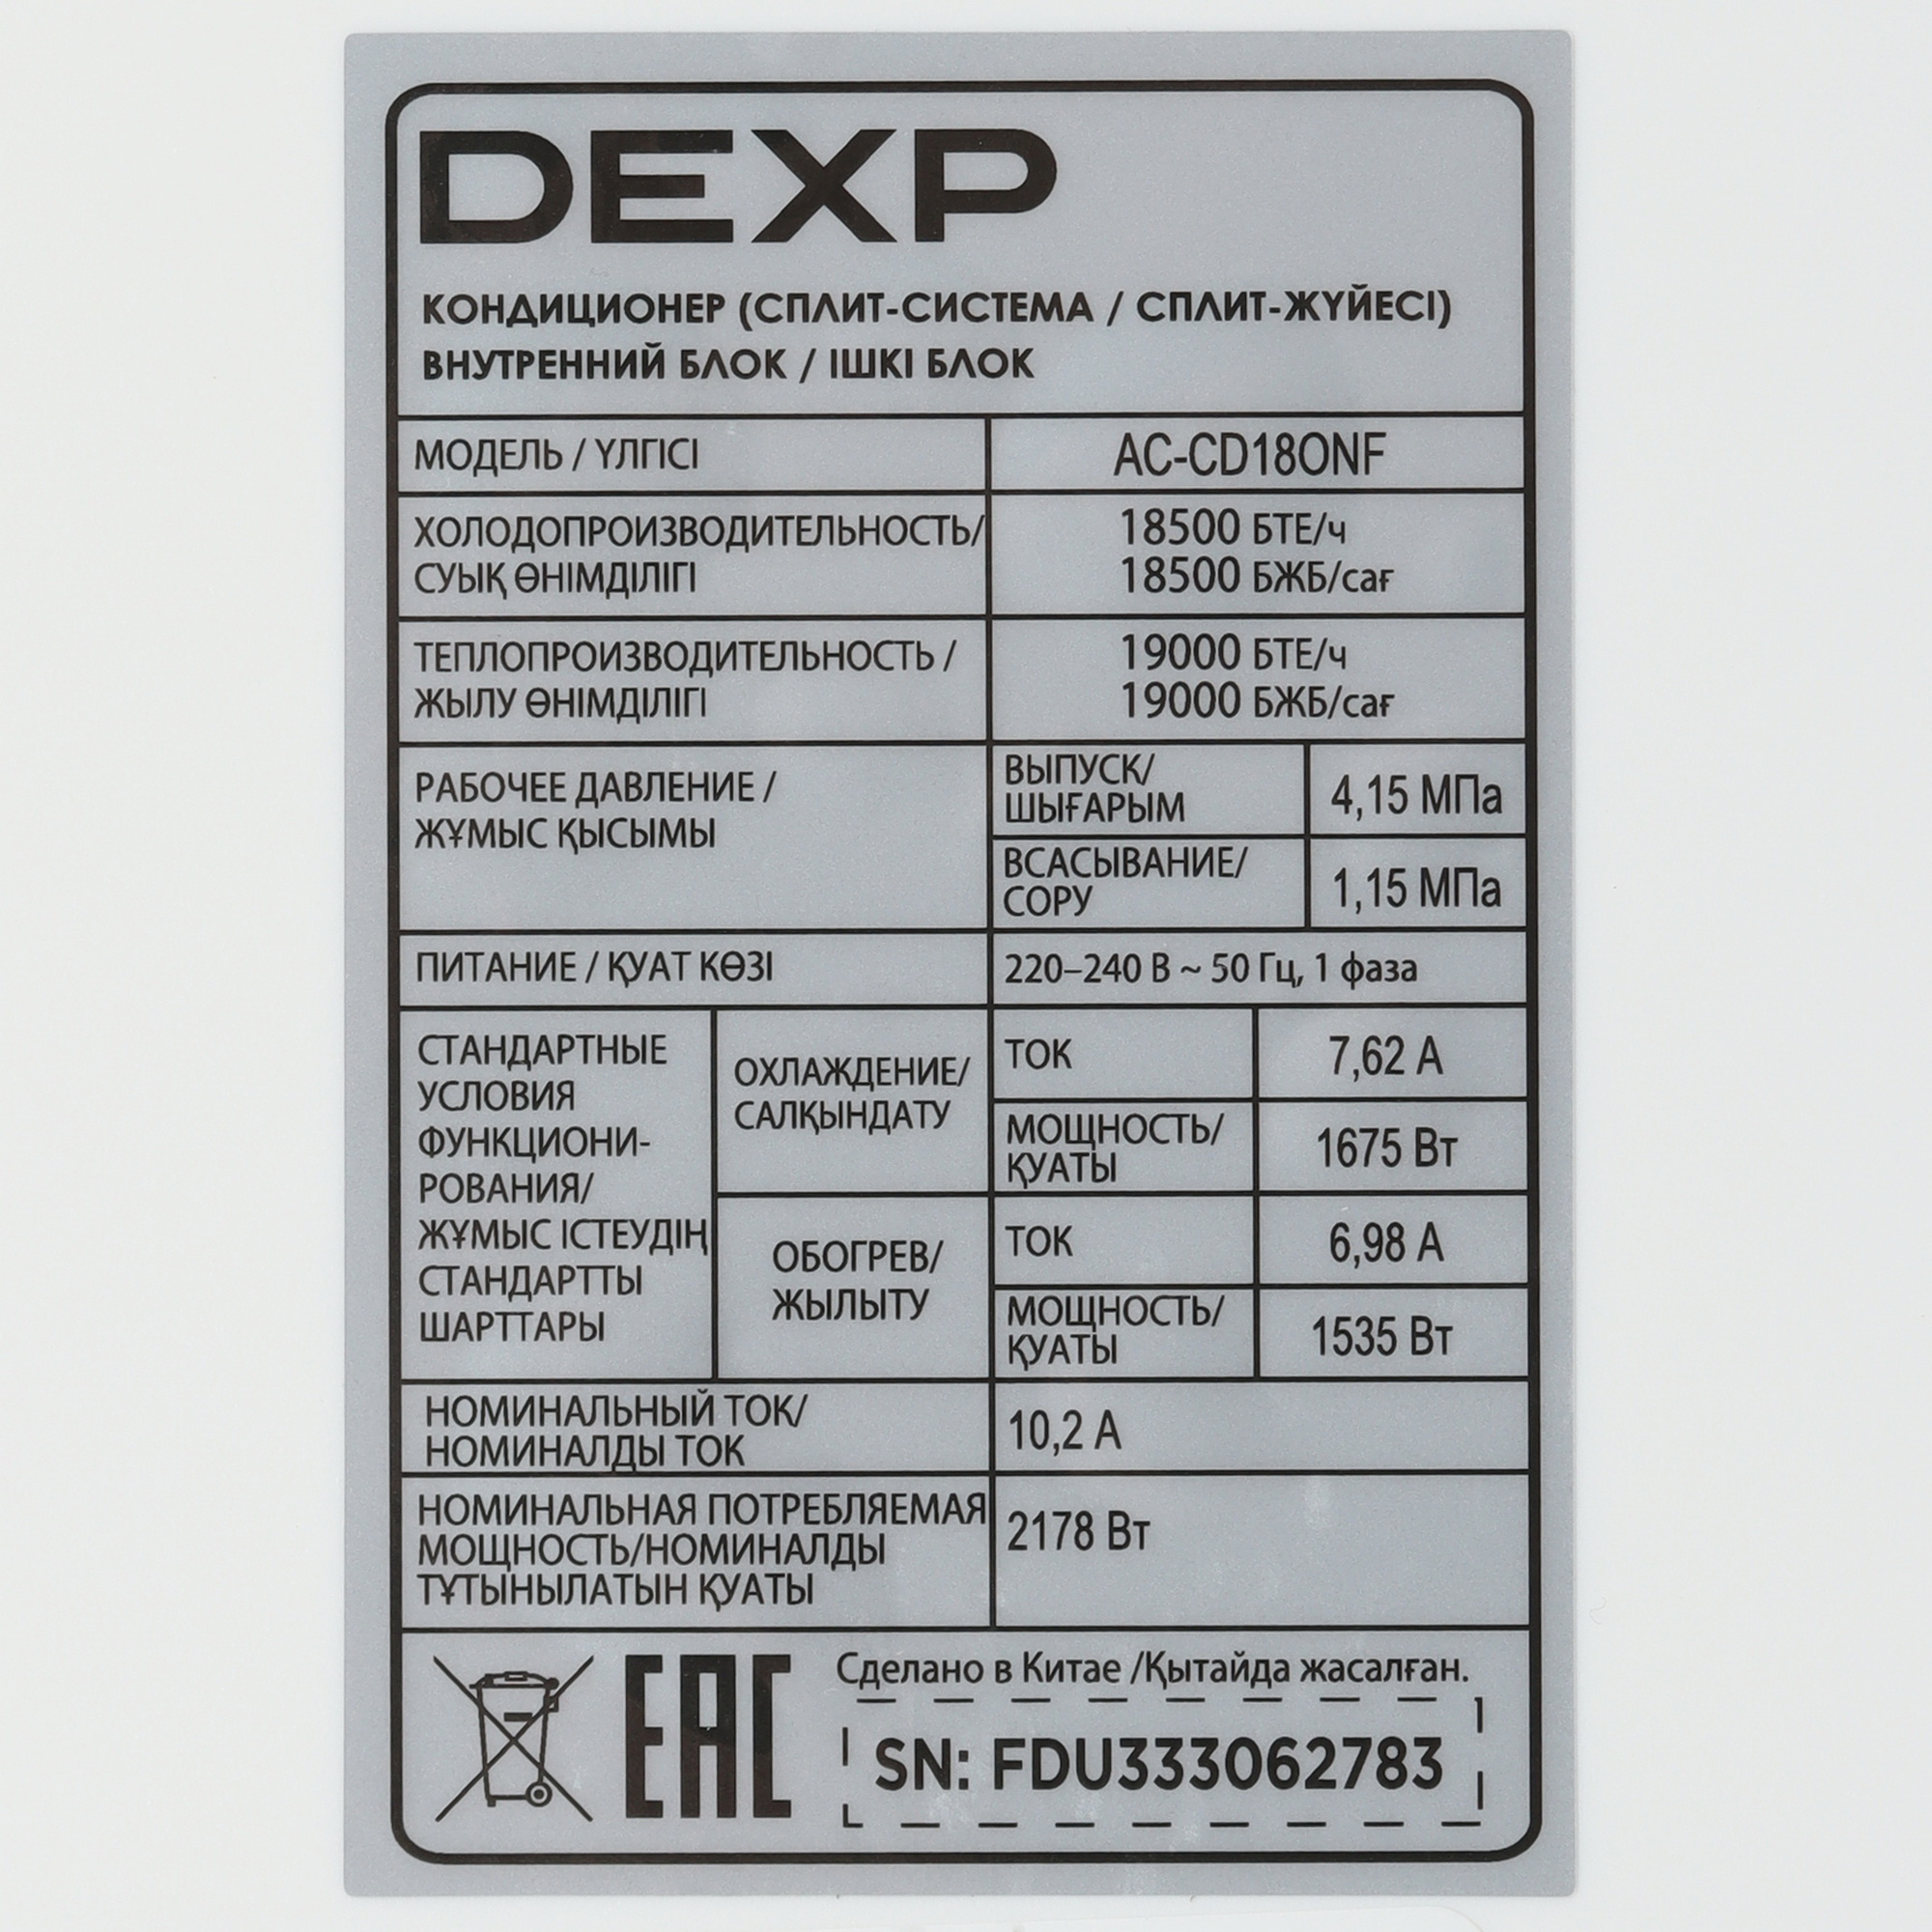 DEXP
КОНДИЦИОНЕР (СПЛИТ-СИСТЕМА / СПЛИТ-ЖҮЙЕСІ)
ВНУТРЕННИЙ БЛОК / ІШКІ БЛОК
МОДЕЛЬ / ҮЛГІСІ
AC-CD18ONF
ХОЛОДОПРОИЗВОДИТЕЛЬНОСТЬ/
СУЫҚ ӨНІМДІЛІГІ
18500 БТЕ/ч
18500 БЖБ/сағ
ТЕПЛОПРОИЗВОДИТЕЛЬНОСТЬ /
ЖЫЛУ ӨНІМДІЛІГІ
19000 БТЕ/ч
19000 БЖБ/сағ
РАБОЧЕЕ ДАВЛЕНИЕ /
ЖҰМЫС ҚЫСЫМЫ
ВЫПУСК/
ШЫҒАРЫМ
4,15 МПа
ВСАСЫВАНИЕ/
СОРУ
1,15 МПа
ПИТАНИЕ / ҚУАТ КӨЗІ
220–240 В ~ 50 Гц, 1 фаза
СТАНДАРТНЫЕ
УСЛОВИЯ
ФУНКЦИОНИ-
РОВАНИЯ/
ЖҰМЫС ІСТЕУДІҢ
СТАНДАРТТЫ
ШАРТТАРЫ
ОХЛАЖДЕНИЕ/
САЛҚЫНДАТУ
ТОК
7,62 А
МОЩНОСТЬ/
ҚУАТЫ
1675 Вт
ОБОГРЕВ/
ЖЫЛЫТУ
ТОК
6,98 А
МОЩНОСТЬ/
ҚУАТЫ
1535 Вт
НОМИНАЛЬНЫЙ ТОК/
НОМИНАЛДЫ ТОК
10,2 А
НОМИНАЛЬНАЯ ПОТРЕБЛЯЕМАЯ
МОЩНОСТЬ/НОМИНАЛДЫ
ТҰТЫНЫЛАТЫН ҚУАТЫ
2178 Вт
EAC
Сделано в Китае /Қытайда жасалған.
SN: FDU333062783